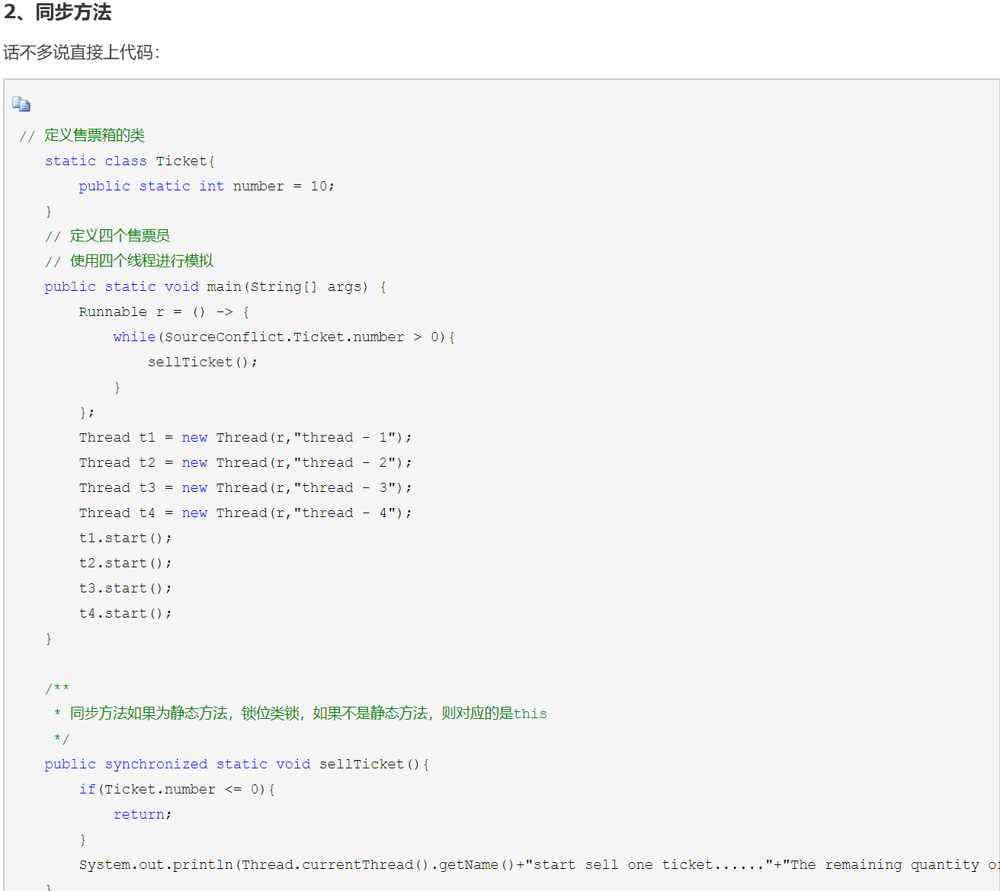 2、同步方法
话不多说直接上代码：
// 定义售票箱的类
static class Ticket{
public static int number = 10;
}
// 定义四个售票员
// 使用四个线程进行模拟
public static void main(String[] args) {
Runnable r = () -> {
while(SourceConflict.Ticket.number > 0){
sellTicket();
}
};
Thread t1 = new Thread(r,"thread - 1");
Thread t2 = new Thread(r,"thread - 2");
Thread t3 = new Thread(r,"thread - 3");
Thread t4 = new Thread(r,"thread - 4");
t1.start();
t2.start();
t3.start();
t4.start();
}
/**
* 同步方法如果为静态方法，锁位类锁，如果不是静态方法，则对应的是this
*/
public synchronized static void sellTicket(){
if(Ticket.number <= 0){
return;
}
System.out.println(Thread.currentThread().getName()+"start sell one ticket......"+"The remaining quantity
}